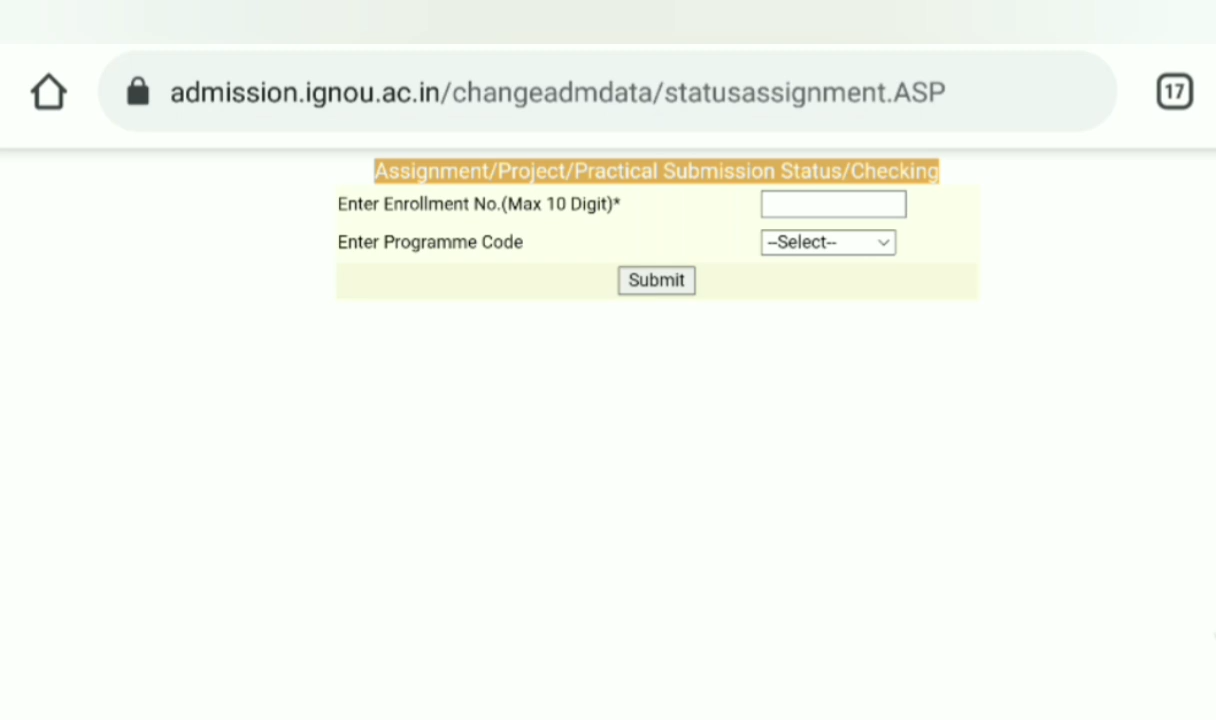 admission.ignou.ac.in/changeadmdata/statusassignment.ASP
17
Assignment/Project/Practical Submission Status/Checking
Enter Enrollment No.(Max 10 Digit)*
Enter Programme Code
--Select--
Submit